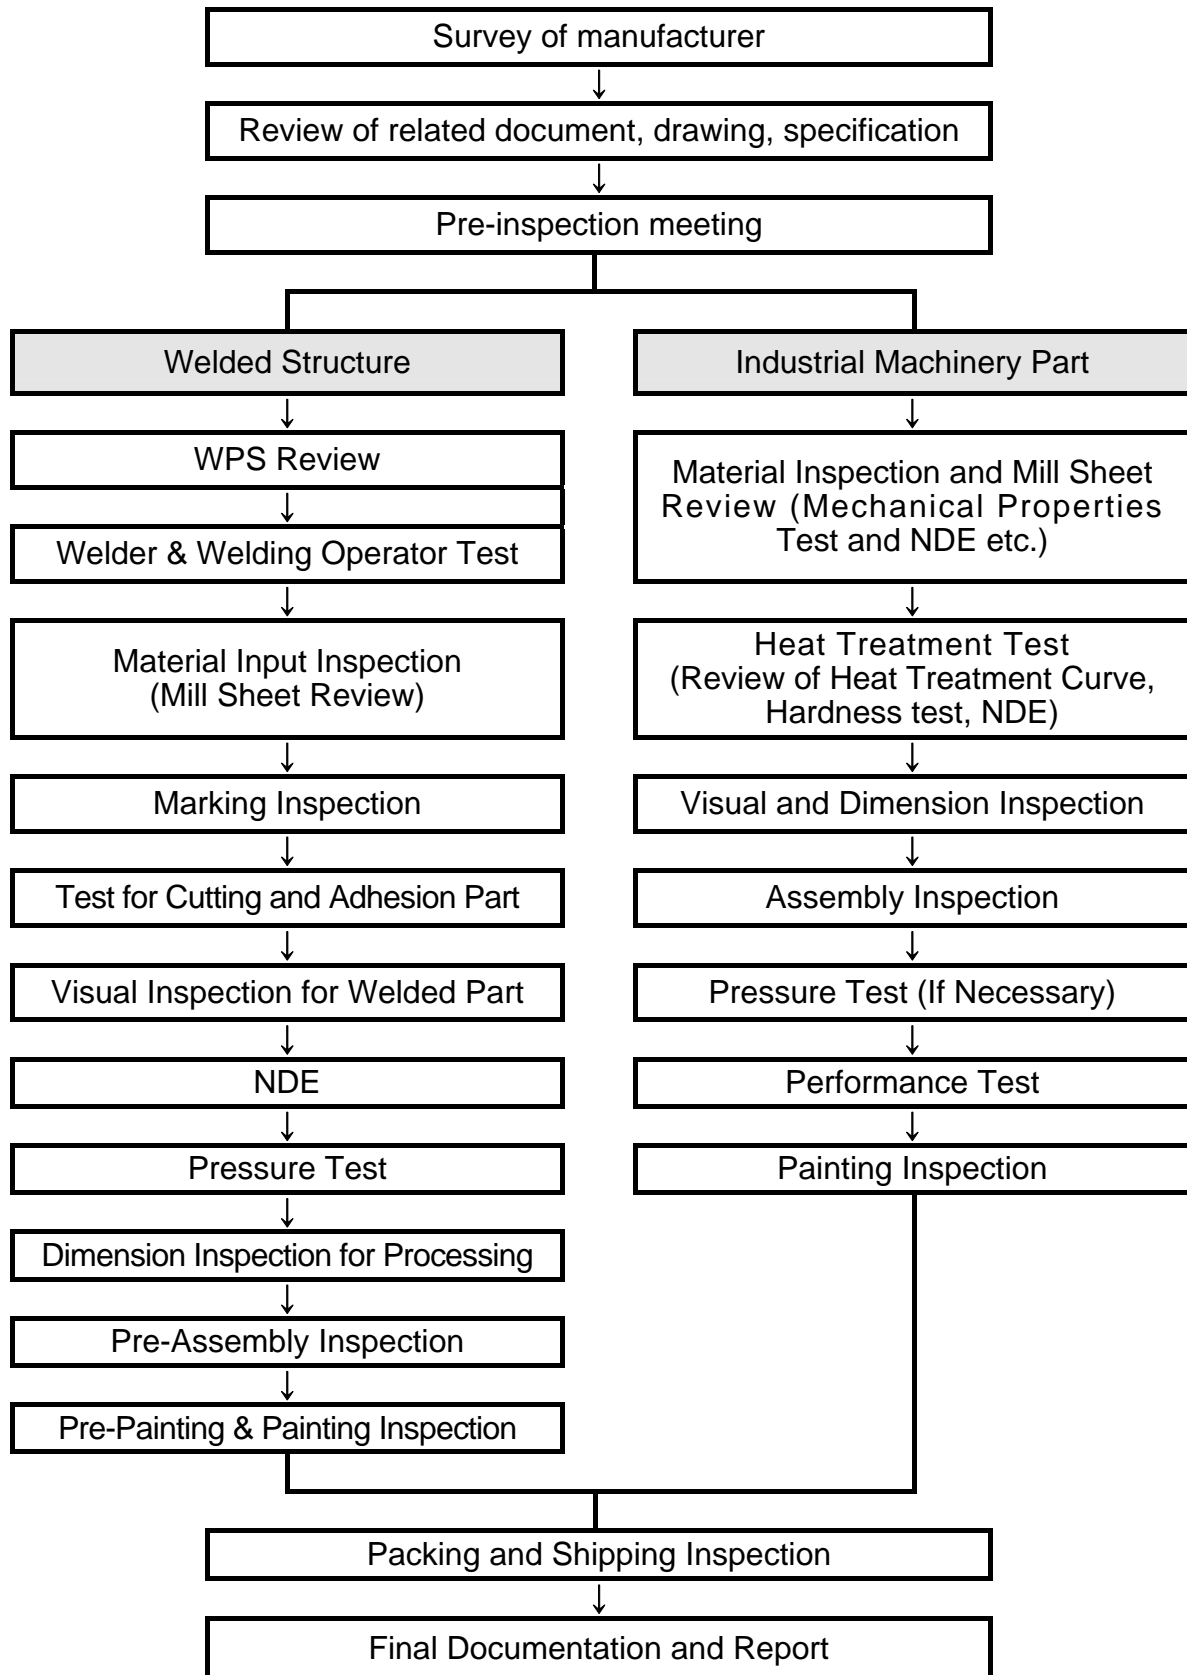 Survey of manufacturer
Review of related document, drawing, specification
Pre-inspection meeting
Welded Structure
WPS Review
Welder & Welding Operator Test
Material Input Inspection
(Mill Sheet Review)
Marking Inspection
Test for Cutting and Adhesion Part
Visual Inspection for Welded Part
NDE
Pressure Test
Dimension Inspection for Processing
Pre-Assembly Inspection
Pre-Painting & Painting Inspection
Industrial Machinery Part
Material Inspection and Mill Sheet
Review (Mechanical Properties
Test and NDE etc.)
Heat Treatment Test
(Review of Heat Treatment Curve,
Hardness test, NDE)
Visual and Dimension Inspection
Assembly Inspection
Pressure Test (If Necessary)
Performance Test
Painting Inspection
Packing and Shipping Inspection
Final Documentation and Report